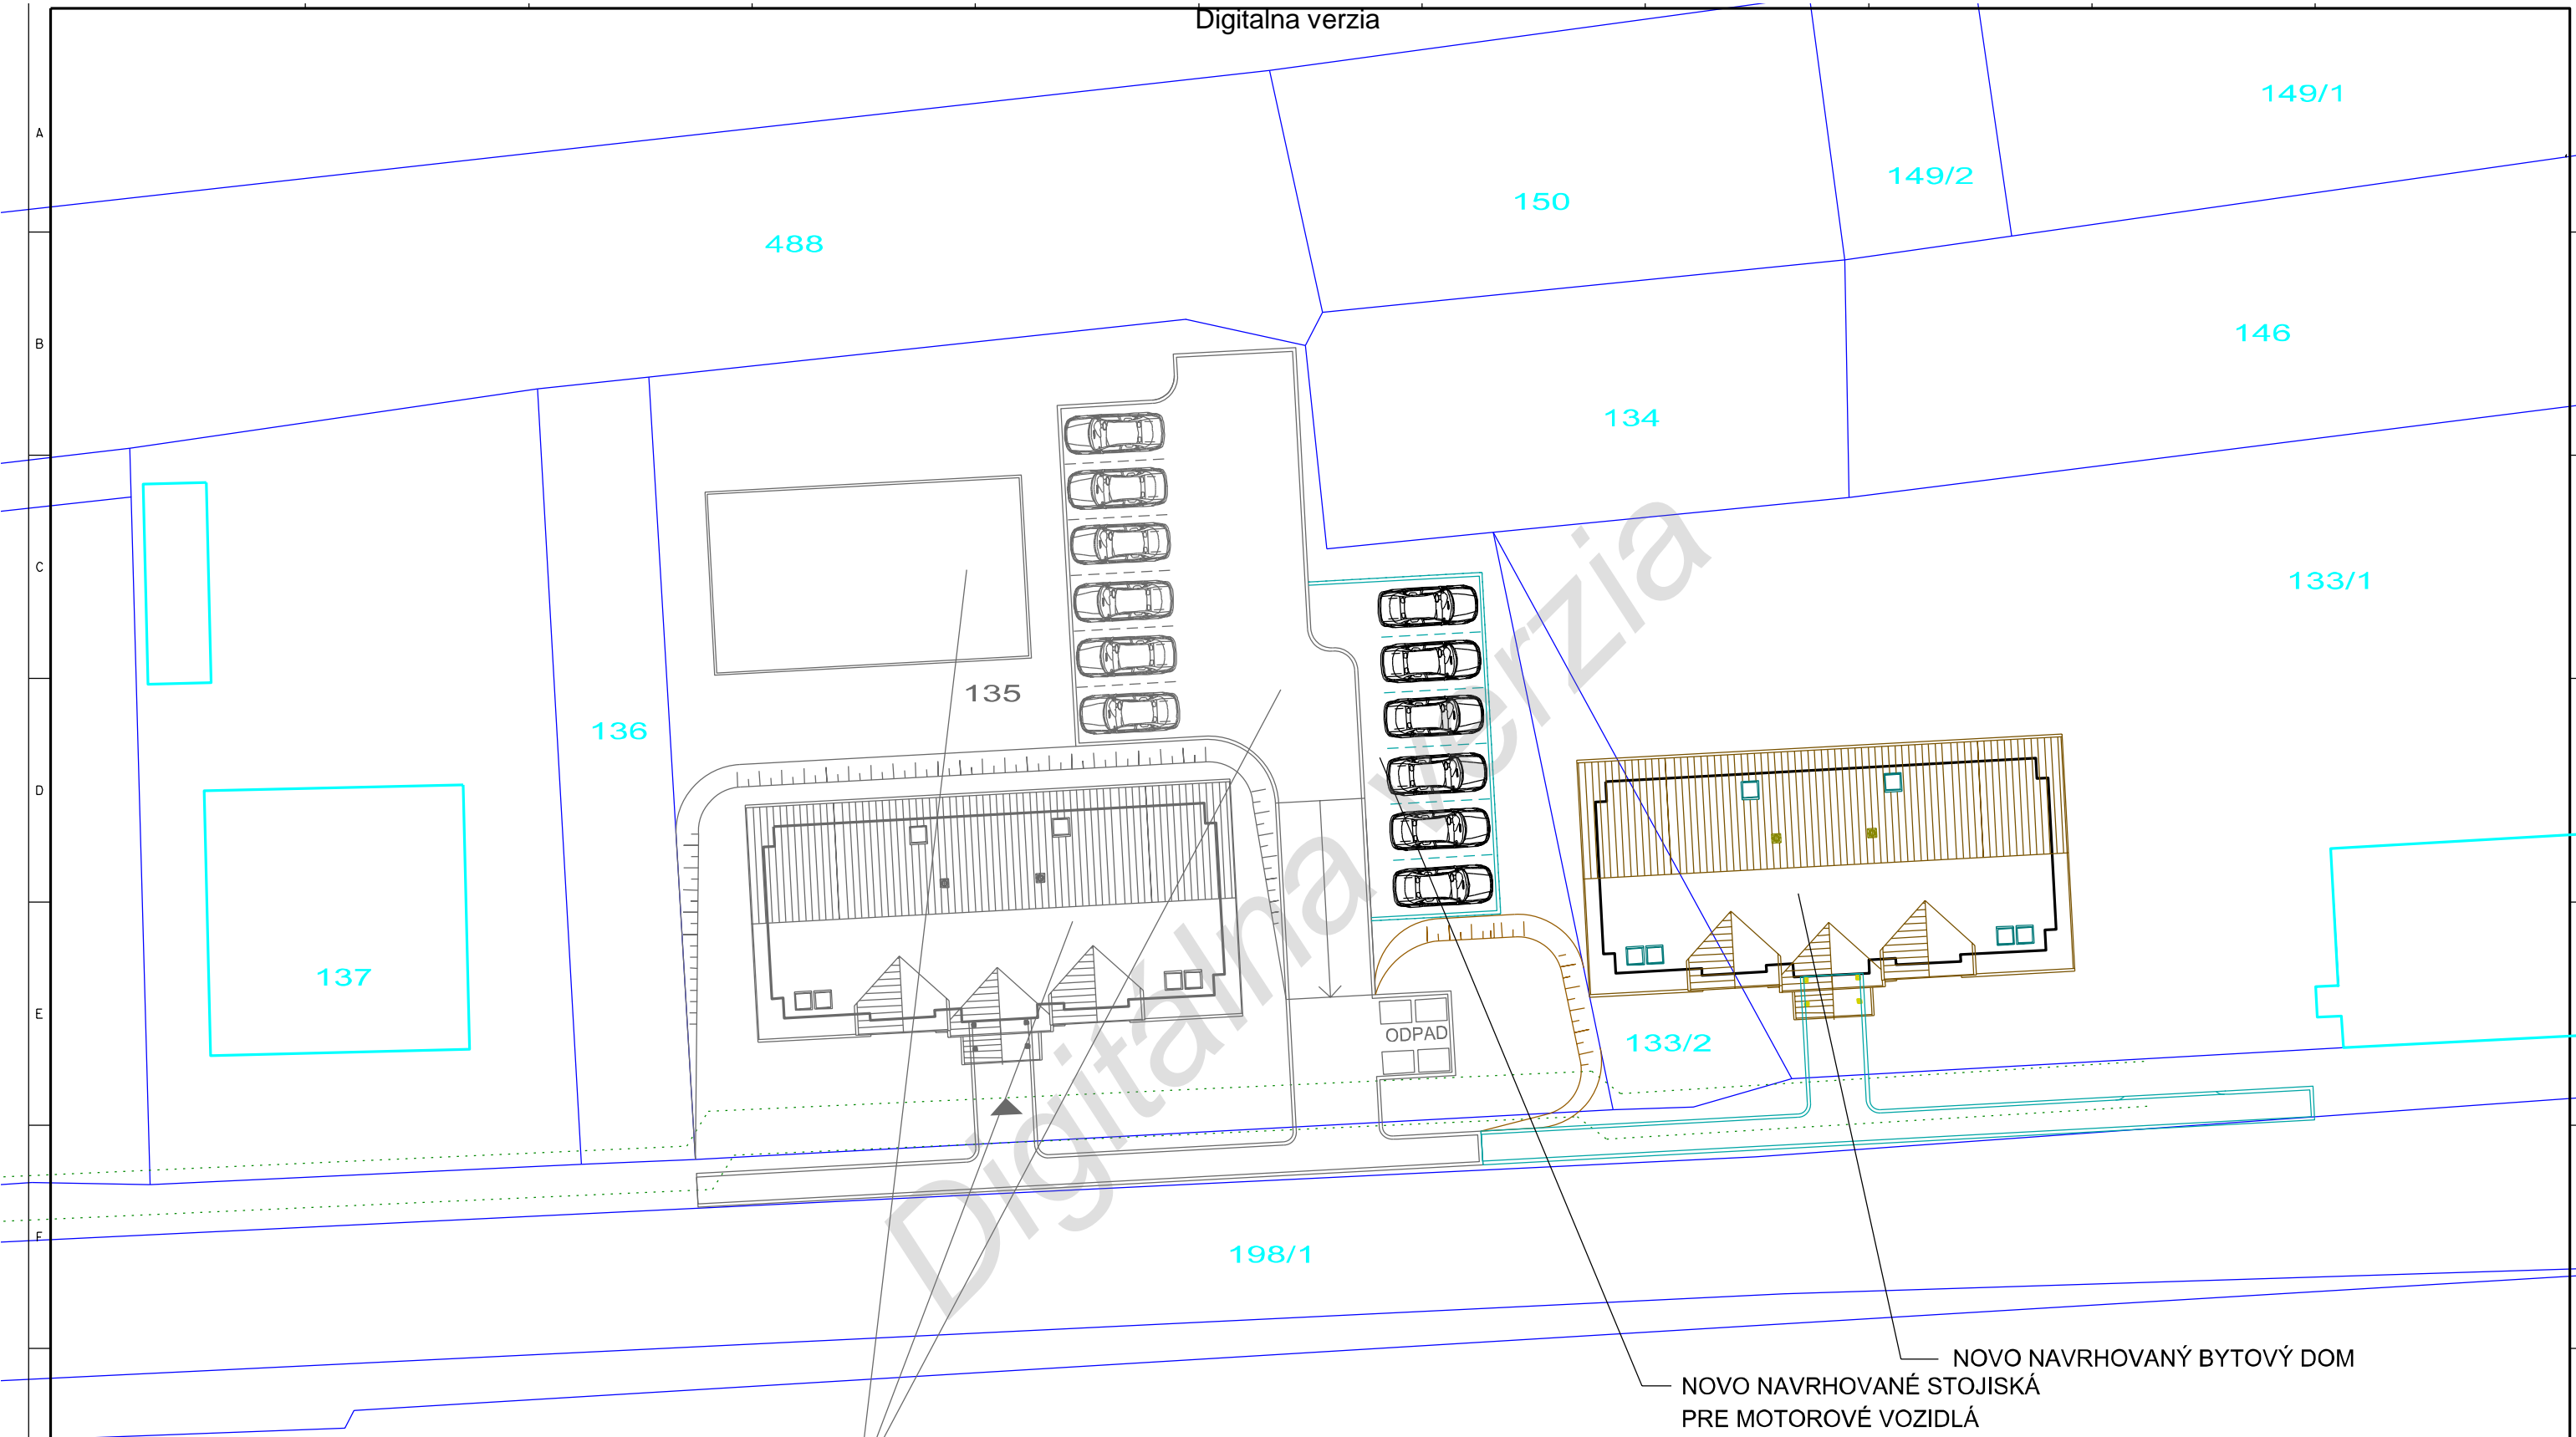 Digitalna verzia
149/1
A
149/2
150
488
146
B
134
C
133/1
135
136
D
137
E
ODPAD
133/2
F
198/1
Digitálna verzia
NOVO NAVRHOVANÝ BYTOVÝ DOM
NOVO NAVRHOVANÉ STOJISKÁ
PRE MOTOROVÉ VOZIDLÁ